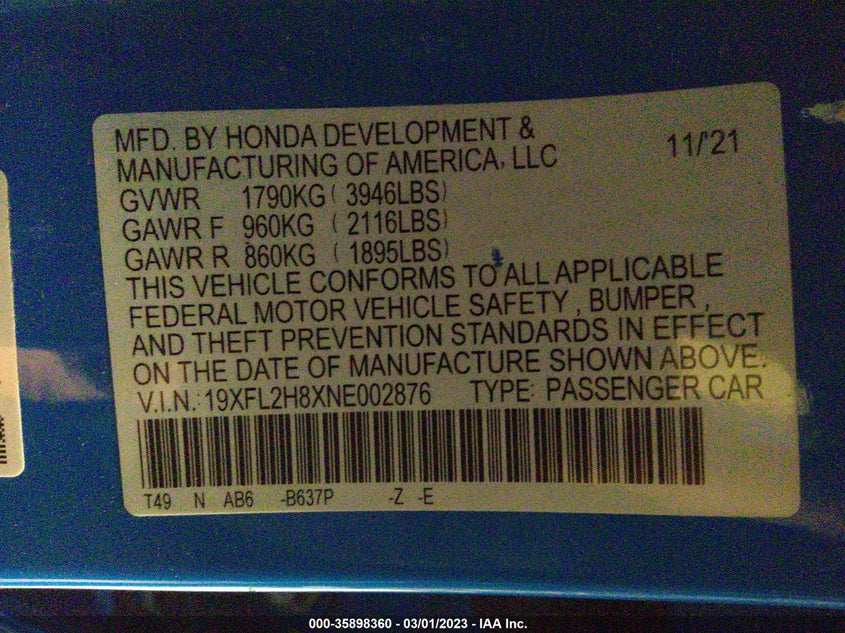 MFD. BY HONDA DEVELOPMENT &
MANUFACTURING OF AMERICA, LLC
11/'21
GVWR 1790KG ( 3946LBS)
GAWR F 960KG ( 2116LBS)
GAWR R 860KG ( 1895LBS)
THIS VEHICLE CONFORMS TO ALL APPLICABLE
FEDERAL MOTOR VEHICLE SAFETY , BUMPER ,
AND THEFT PREVENTION STANDARDS IN EFFECT
ON THE DATE OF MANUFACTURE SHOWN ABOVE.
V.I.N.: 19XFL2H8XNE002876 TYPE: PASSENGER CAR
T49 N AB6 -B637P -Z -E
000-35898360 - 03/01/2023 - IAA Inc.